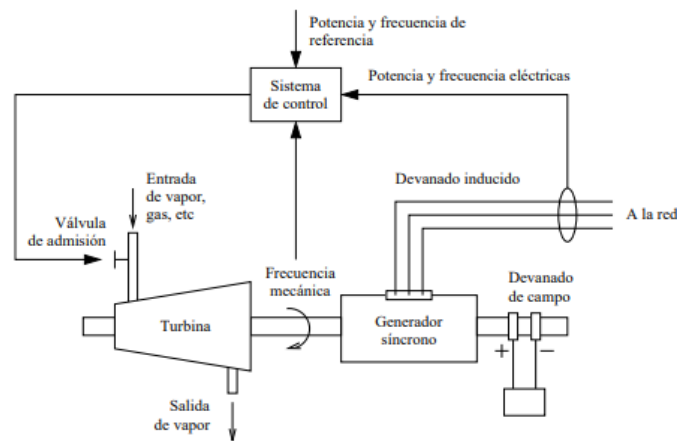 Potencia y frecuencia de
referencia
Sistema
de control
Potencia y frecuencia eléctricas
Entrada
de vapor,
gas, etc
Devanado inducido
A la red
Válvula
de admisión
Frecuencia
mecánica
Devanado
de campo
Turbina
Generador
síncrono
+ −
Salida
de vapor